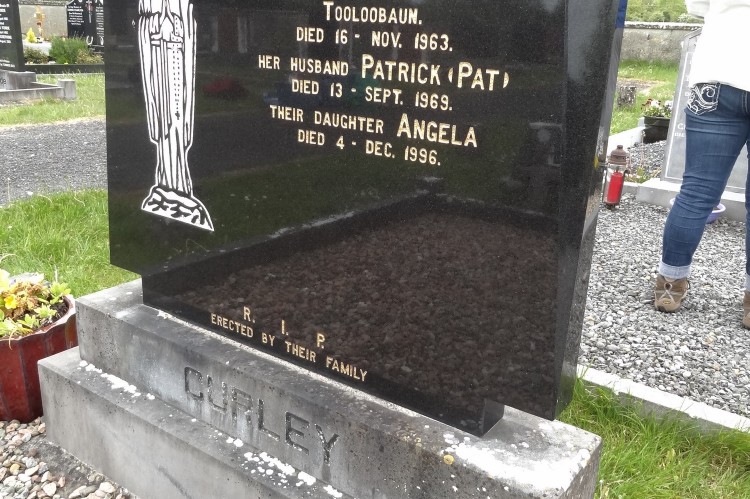 TOOLOOBAUN.
DIED 16 - NOV. 1963.
HER HUSBAND PATRICK (PAT)
DIED 13 - SEPT. 1969.
THEIR DAUGHTER ANGELA
DIED 4 - DEC. 1996.
R. I. P.
ERECTED BY THEIR FAMILY
CURLEY